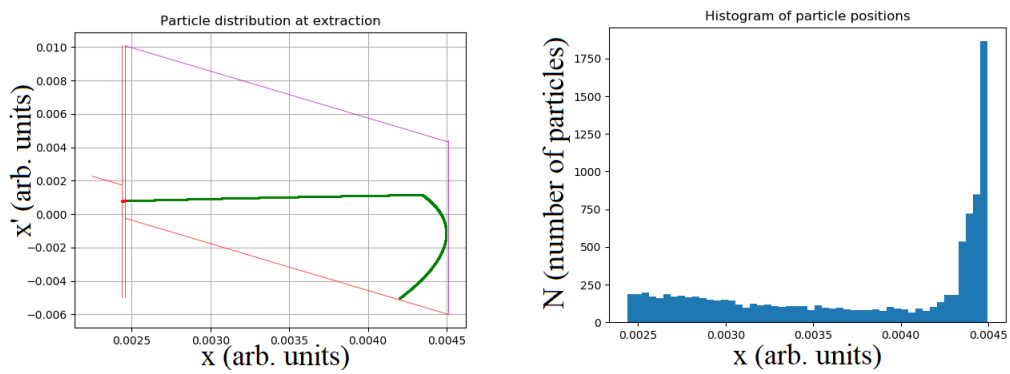 Particle distribution at extraction
0.010
0.008
0.006
0.004
0.002
0.000
−0.002
−0.004
−0.006
x' (arb. units)
0.0025 0.0030 0.0035 0.0040 0.0045
x (arb. units)
Histogram of particle positions
1750
1500
1250
1000
750
500
250
0
N (number of particles)
0.0025 0.0030 0.0035 0.0040 0.0045
x (arb. units)